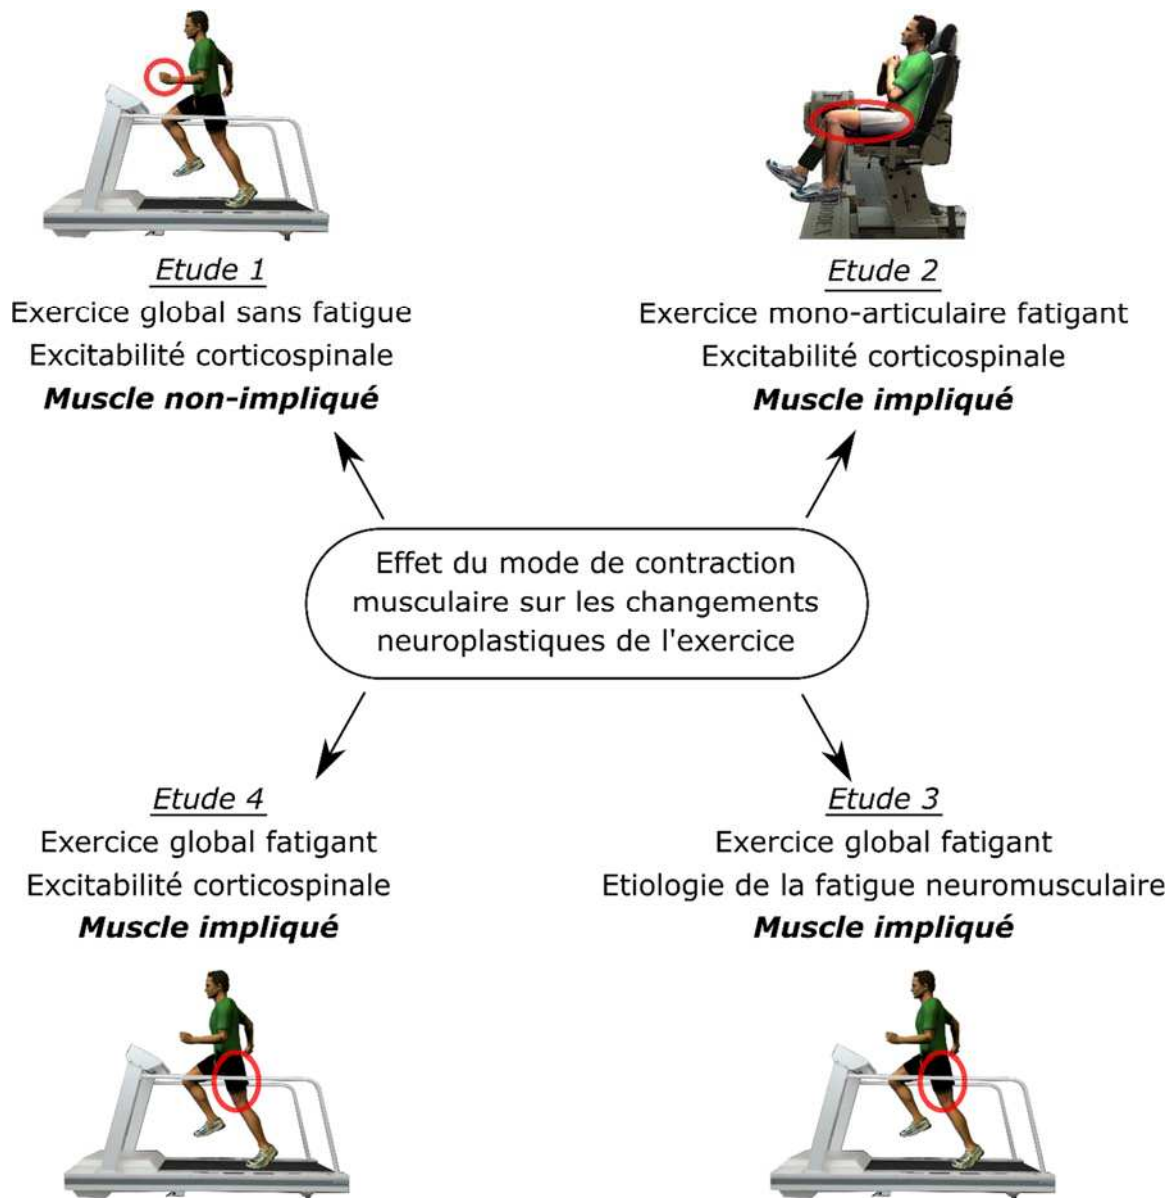 Etude 1
Exercice global sans fatigue
Excitabilité corticospinale
Muscle non-impliqué
BIODEX
Etude 2
Exercice mono-articulaire fatigant
Excitabilité corticospinale
Muscle impliqué
Effet du mode de contraction
musculaire sur les changements
neuroplastiques de l'exercice
Etude 4
Exercice global fatigant
Excitabilité corticospinale
Muscle impliqué
Etude 3
Exercice global fatigant
Etiologie de la fatigue neuromusculaire
Muscle impliqué